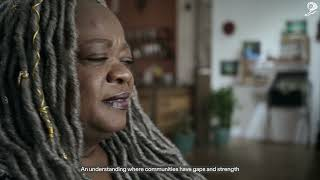 An understanding where communities have gaps and strength